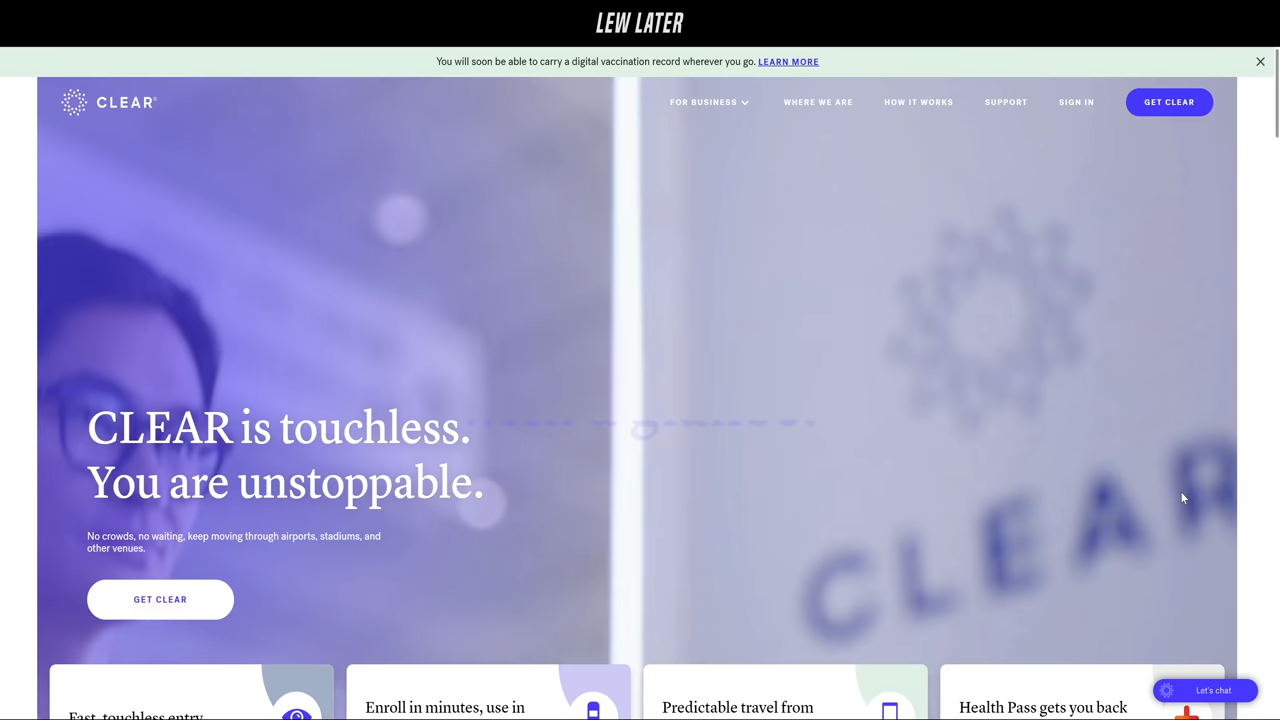 LEW LATER
You will soon be able to carry a digital vaccination record wherever you go. LEARN MORE
CLEAR
FOR BUSINESS
WHERE WE ARE
HOW IT WORKS
SUPPORT
SIGN IN
GET CLEAR
CLEAR is touchless.
You are unstoppable.
No crowds, no waiting, keep moving through airports, stadiums, and
other venues.
GET CLEAR
CLEAR
Fast, touchless entry
Enroll in minutes, use in
Predictable travel from
Health Pass gets you back
Let's chat